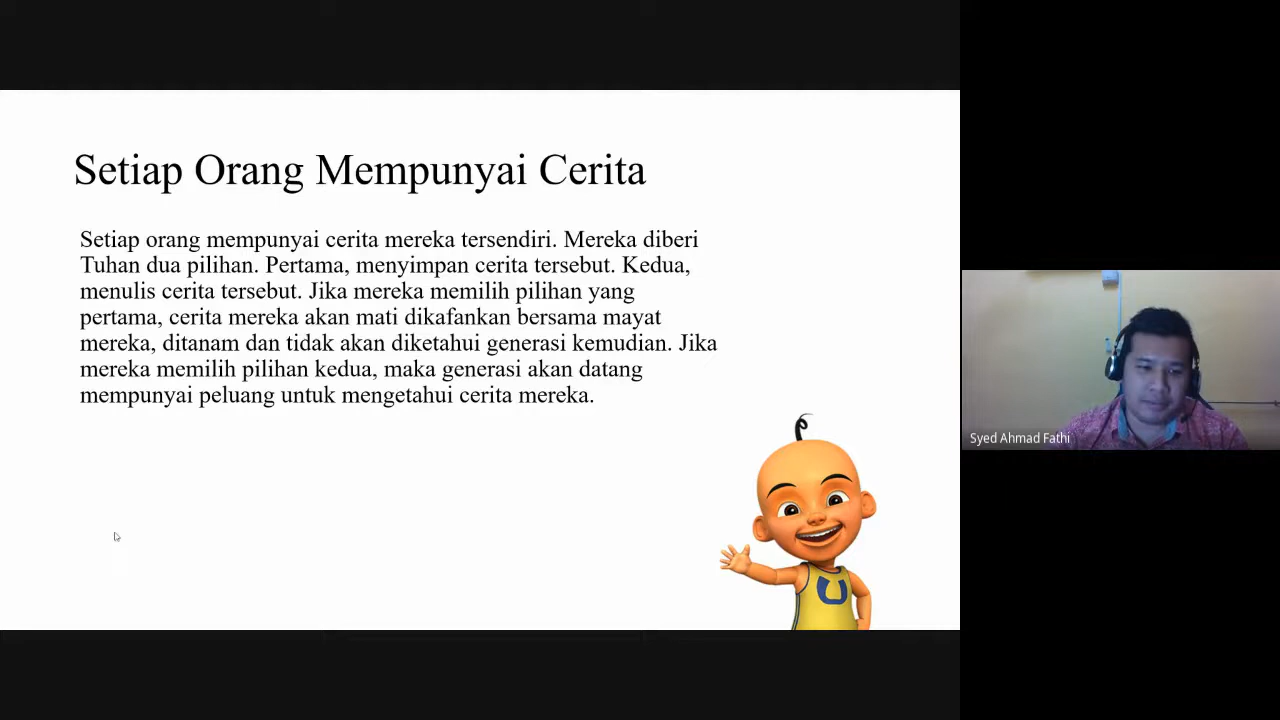 Setiap Orang Mempunyai Cerita
Setiap orang mempunyai cerita mereka tersendiri. Mereka diberi
Tuhan dua pilihan. Pertama, menyimpan cerita tersebut. Kedua,
menulis cerita tersebut. Jika mereka memilih pilihan yang
pertama, cerita mereka akan mati dikafankan bersama mayat
mereka, ditanam dan tidak akan diketahui generasi kemudian. Jika
mereka memilih pilihan kedua, maka generasi akan datang
mempunyai peluang untuk mengetahui cerita mereka.
U
Syed Ahmad Fathi